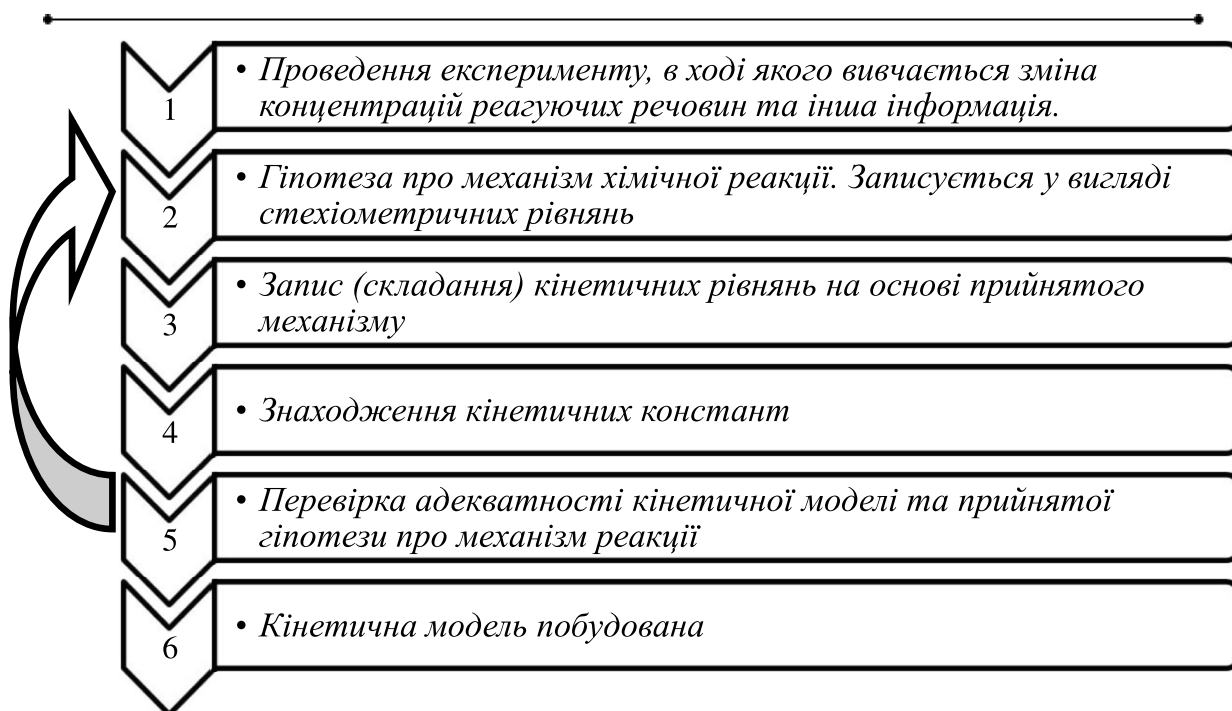 1
• Проведення експерименту, в ході якого вивчається зміна
концентрацій реагуючих речовин та інша інформація.
2
• Гіпотеза про механізм хімічної реакції. Записується у вигляді
стехіометричних рівнянь
3
• Запис (складання) кінетичних рівнянь на основі прийнятого
механізму
4
• Знаходження кінетичних констант
5
• Перевірка адекватності кінетичної моделі та прийнятої
гіпотези про механізм реакції
6
• Кінетична модель побудована